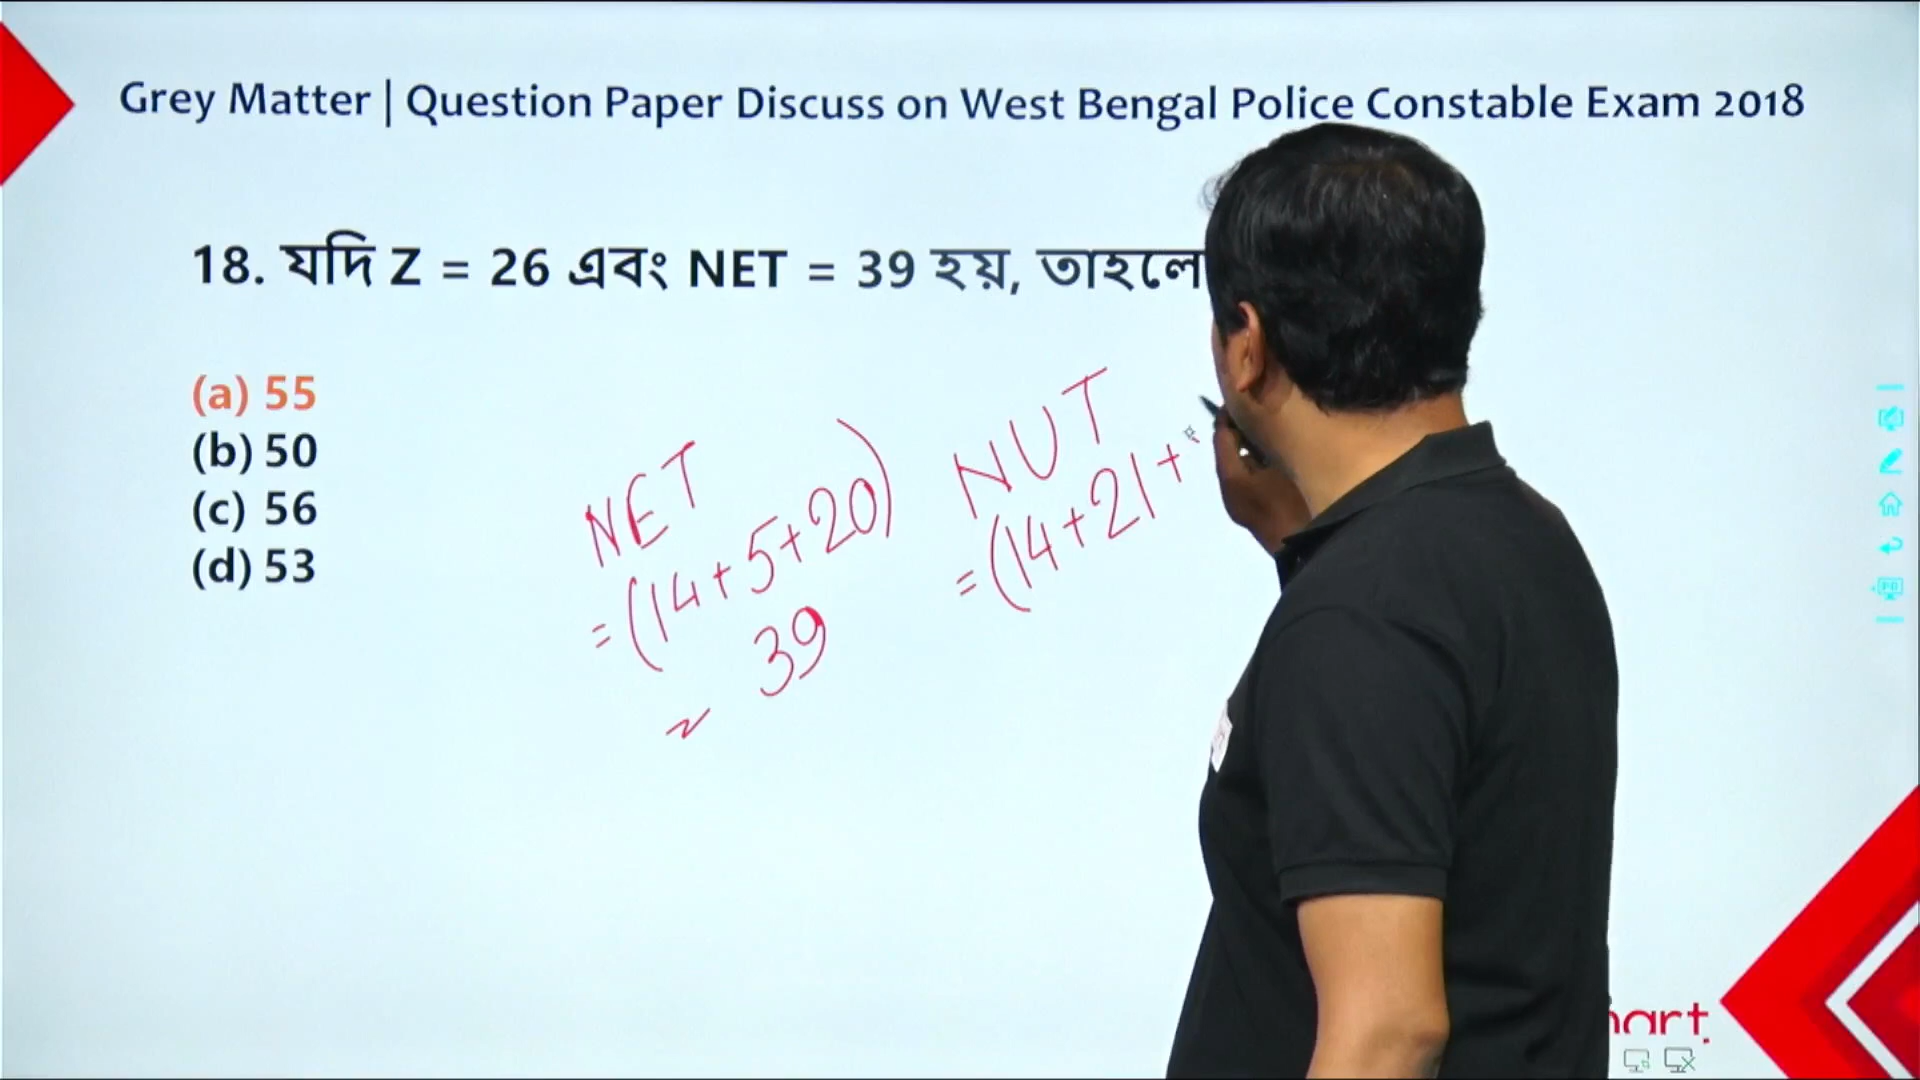 Grey Matter | Question Paper Discuss on West Bengal Police Constable Exam 2018
18. যদি Z = 26 এবং NET = 39 হয়, তাহলে
(a) 55
(b) 50
(c) 56
(d) 53
NET
=(14+5+20)
= 39
NUT
=(14+21+